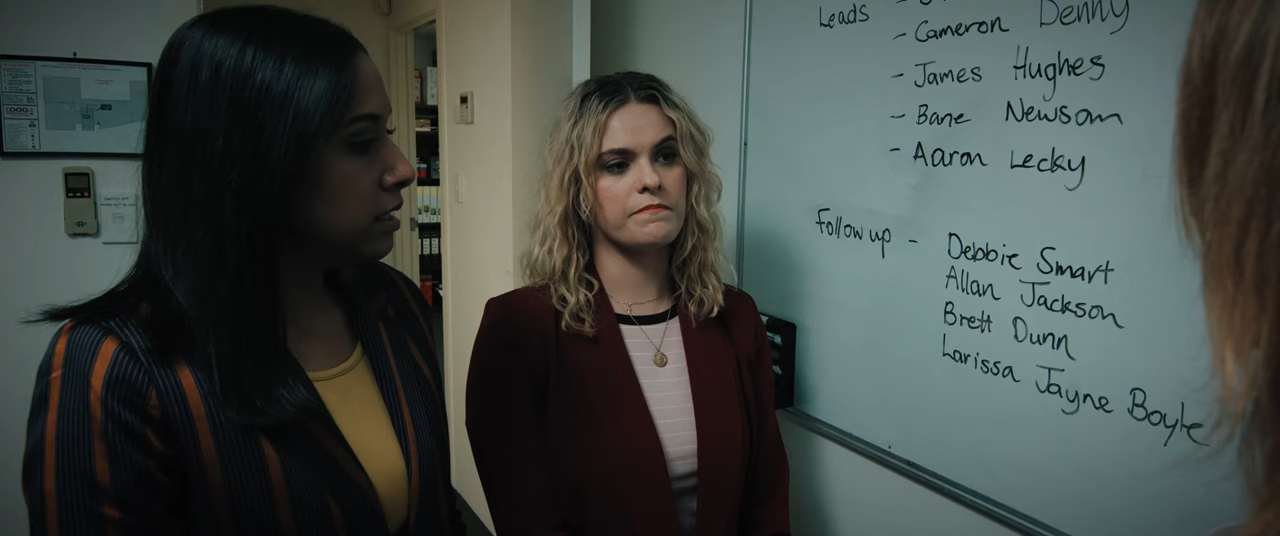 Leads
- Cameron Denny
- James Hughes
- Bane Newsom
- Aaron Lecky
Follow up - Debbie Smart
Allan Jackson
Brett Dunn
Larissa Jayne Boyle